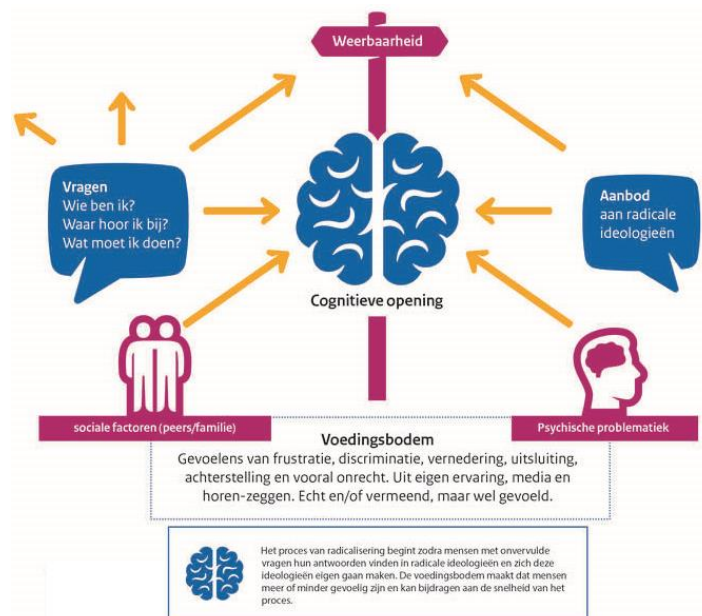 Weerbaarheid
Vragen
Wie ben ik?
Waar hoor ik bij?
Wat moet ik doen?
Aanbod
aan radicale
ideologieën
Cognitieve opening
sociale factoren (peers/familie)
Psychische problematiek
Voedingsbodem
Gevoelens van frustratie, discriminatie, vernedering, uitsluiting,
achterstelling en vooral onrecht. Uit eigen ervaring, media en
horen-zeggen. Echt en/of vermeend, maar wel gevoeld.
Het proces van radicalisering begint zodra mensen met onvervulde
vragen hun antwoorden vinden in radicale ideologieën en zich deze
ideologieën eigen gaan maken. De voedingsbodem maakt dat mensen
meer of minder gevoelig zijn en kan bijdragen aan de snelheid van het
proces.